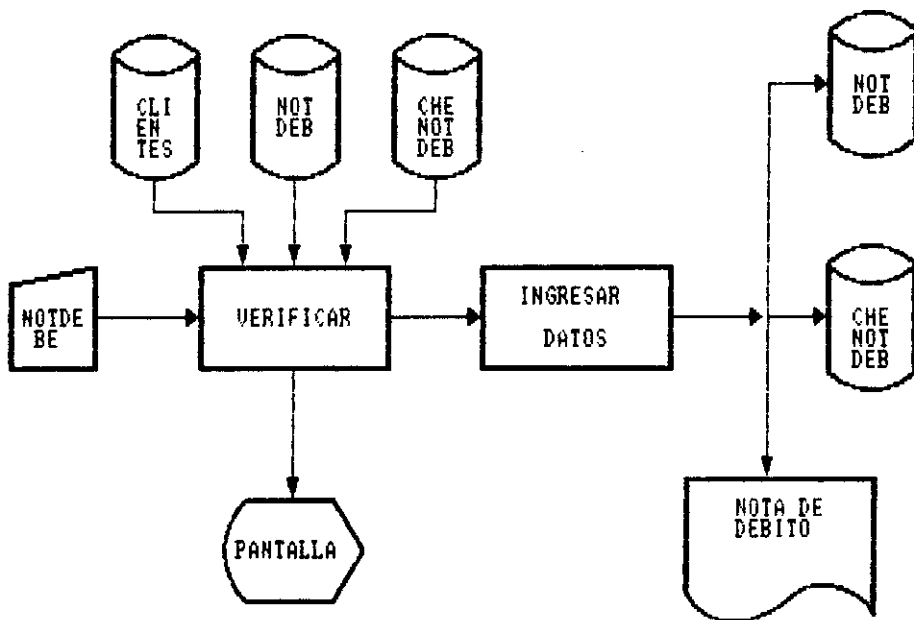 CLI
EN
TES
NOT
DEB
CHE
NOT
DEB
NOT
DEB
NOTDE
BE
VERIFICAR
INGRESAR
DATOS
CHE
NOT
DEB
PANTALLA
NOTA DE
DEBITO